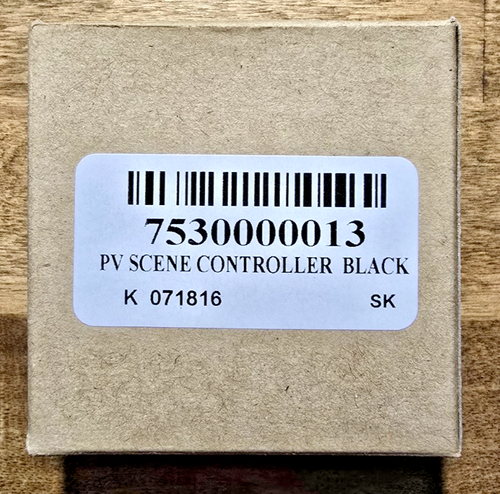 7530000013
PV SCENE CONTROLLER BLACK
K 071816 SK